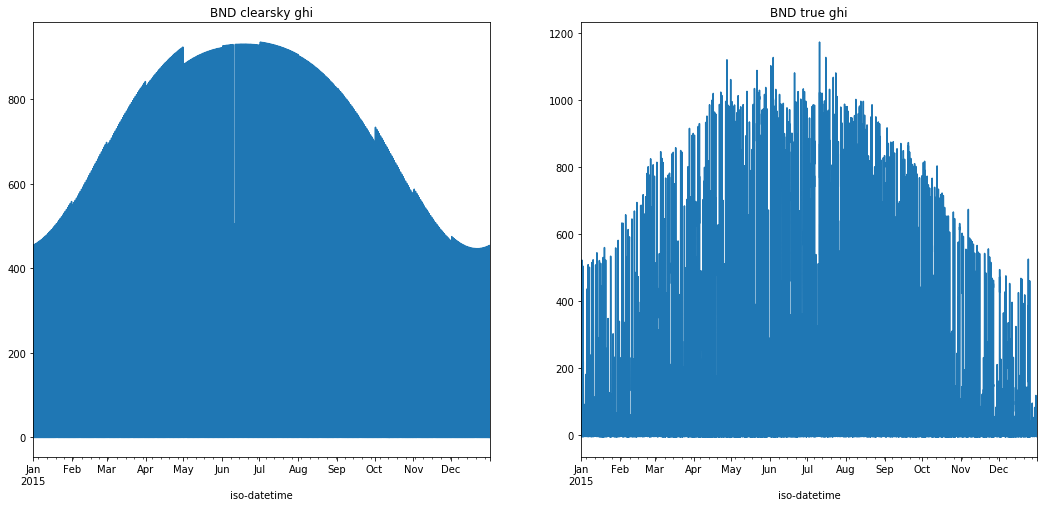 BND clearsky ghi
800
600
400
200
0
Jan Feb Mar Apr May Jun Jul Aug Sep Oct Nov Dec
2015
iso-datetime
BND true ghi
1200
1000
800
600
400
200
0
Jan Feb Mar Apr May Jun Jul Aug Sep Oct Nov Dec
2015
iso-datetime